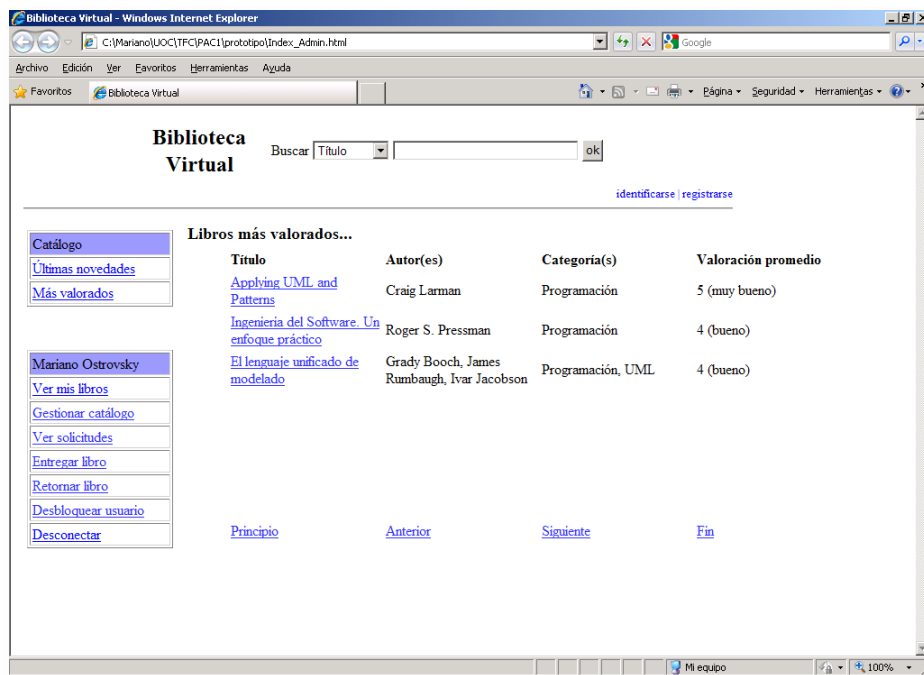 Biblioteca Virtual - Windows Internet Explorer
C:\Mariano\UOC\TFC\PAC1\prototipo\Index_Admin.html
Google
Archivo Edición Ver Favoritos Herramientas Ayuda
Favoritos
Biblioteca Virtual
Página
Seguridad
Herramientas
Biblioteca
Virtual
Buscar Título ok
identificarse | registrarse
Catálogo
Últimas novedades
Más valorados
Mariano Ostrovsky
Ver mis libros
Gestionar catálogo
Ver solicitudes
Entregar libro
Retornar libro
Desbloquear usuario
Desconectar
Libros más valorados...
Título Autor(es) Categoría(s) Valoración promedio
Applying UML and
Patterns
Craig Larman
Programación
5 (muy bueno)
Ingeniería del Software. Un
enfoque práctico
Roger S. Pressman
Programación
4 (bueno)
El lenguaje unificado de
modelado
Grady Booch, James
Rumbaugh, Ivar Jacobson
Programación, UML
4 (bueno)
Principio Anterior Siguiente Fin
Mi equipo
100%